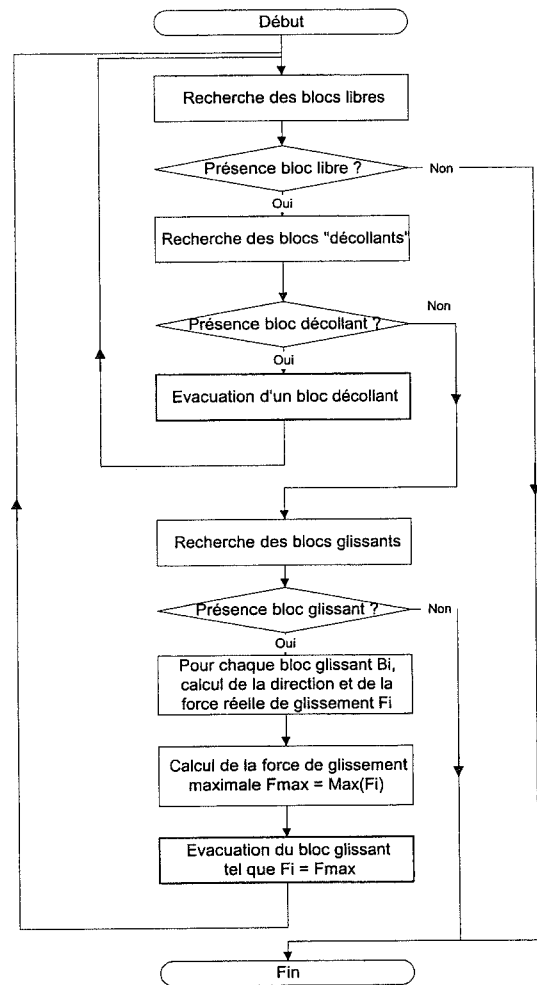 Début
Recherche des blocs libres
Présence bloc libre ?
Non
Oui
Recherche des blocs "décollants"
Non
Présence bloc décollant ?
Oui
Evacuation d'un bloc décollant
Recherche des blocs glissants
Présence bloc glissant ?
Non
Oui
Pour chaque bloc glissant Bi,
calcul de la direction et de la
force réelle de glissement Fi
Calcul de la force de glissement
maximale Fmax = Max(Fi)
Evacuation du bloc glissant
tel que Fi = Fmax
Fin